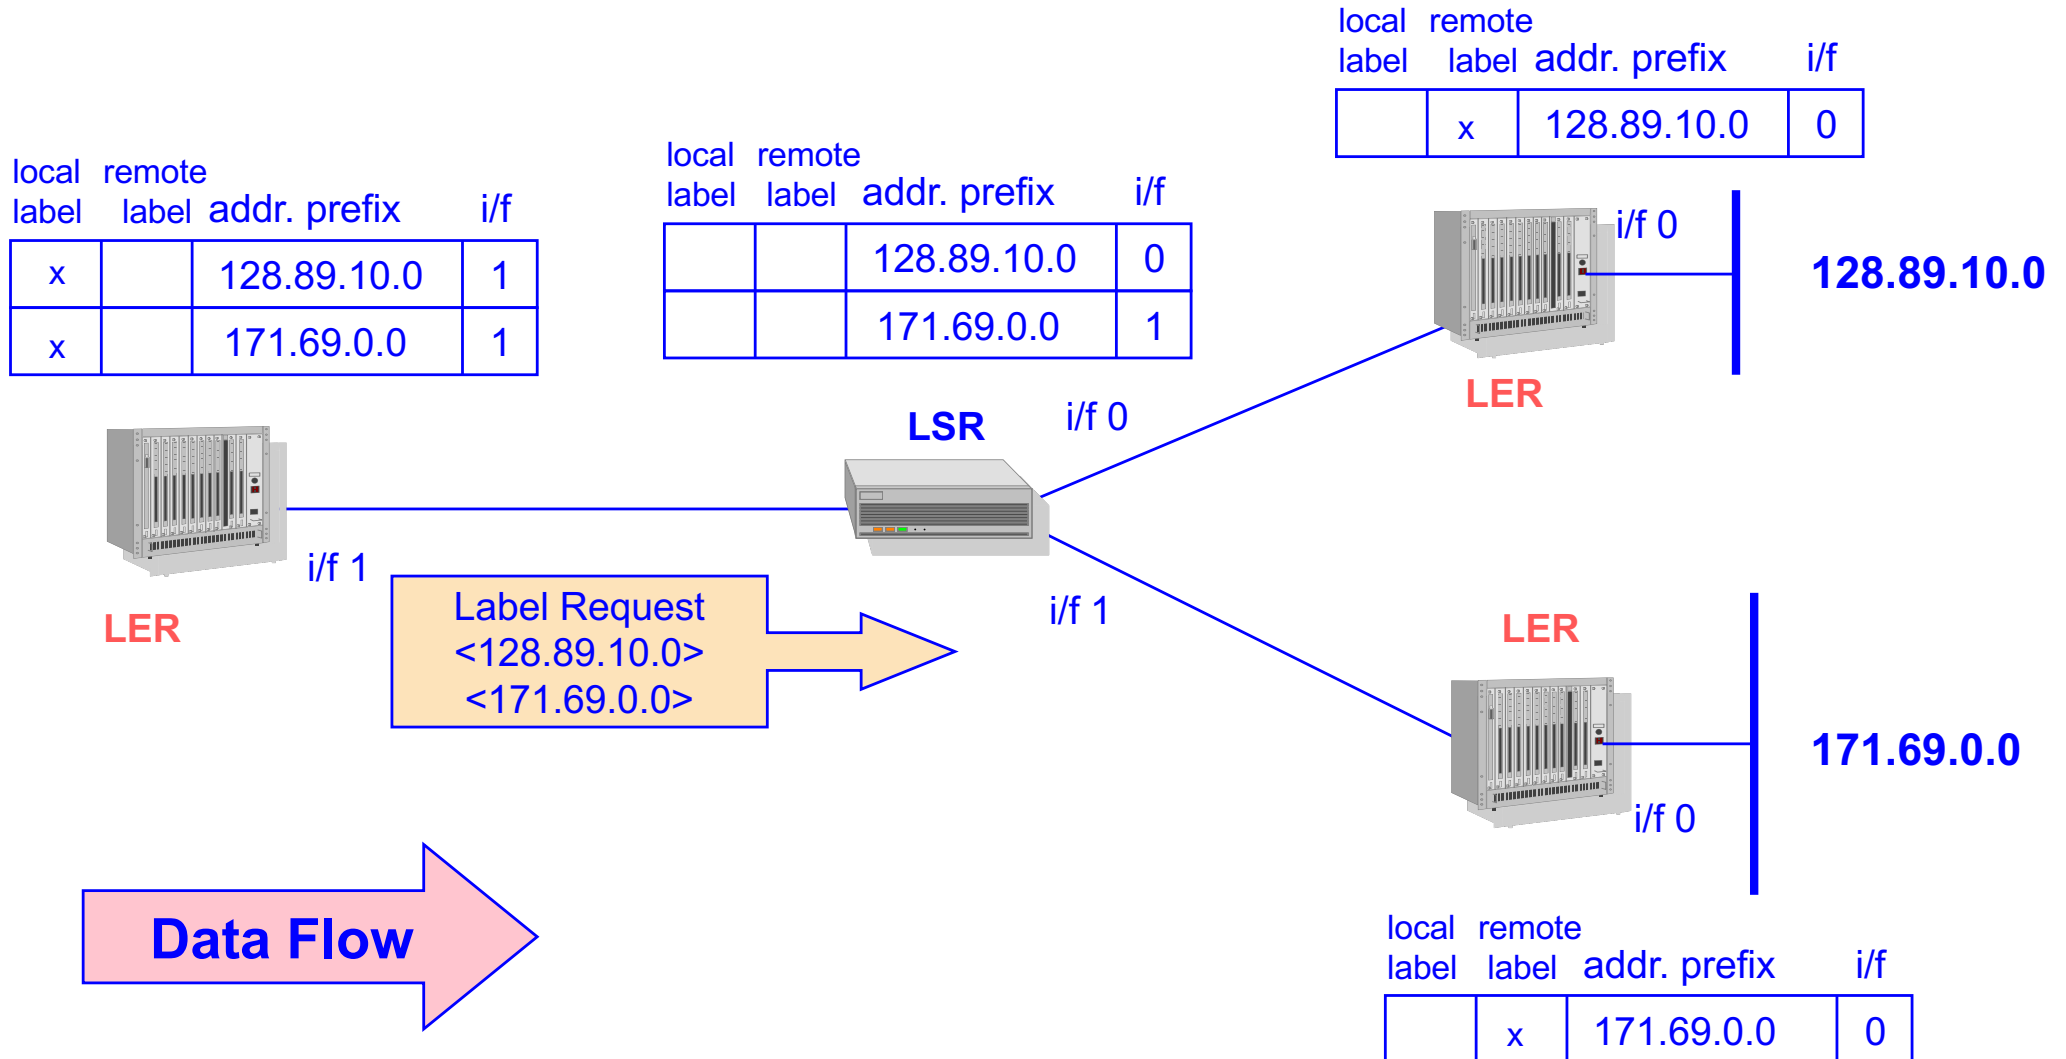 local remote
label label addr. prefix i/f
x 128.89.10.0 0
local remote
label label addr. prefix i/f
x 128.89.10.0 1
x 171.69.0.0 1
local remote
label label addr. prefix i/f
128.89.10.0 0
171.69.0.0 1
i/f 0
128.89.10.0
LER
LSR
i/f 0
i/f 1
LER
Label Request
<128.89.10.0>
<171.69.0.0>
i/f 1
LER
171.69.0.0
i/f 0
Data Flow
local remote
label label addr. prefix i/f
x 171.69.0.0 0